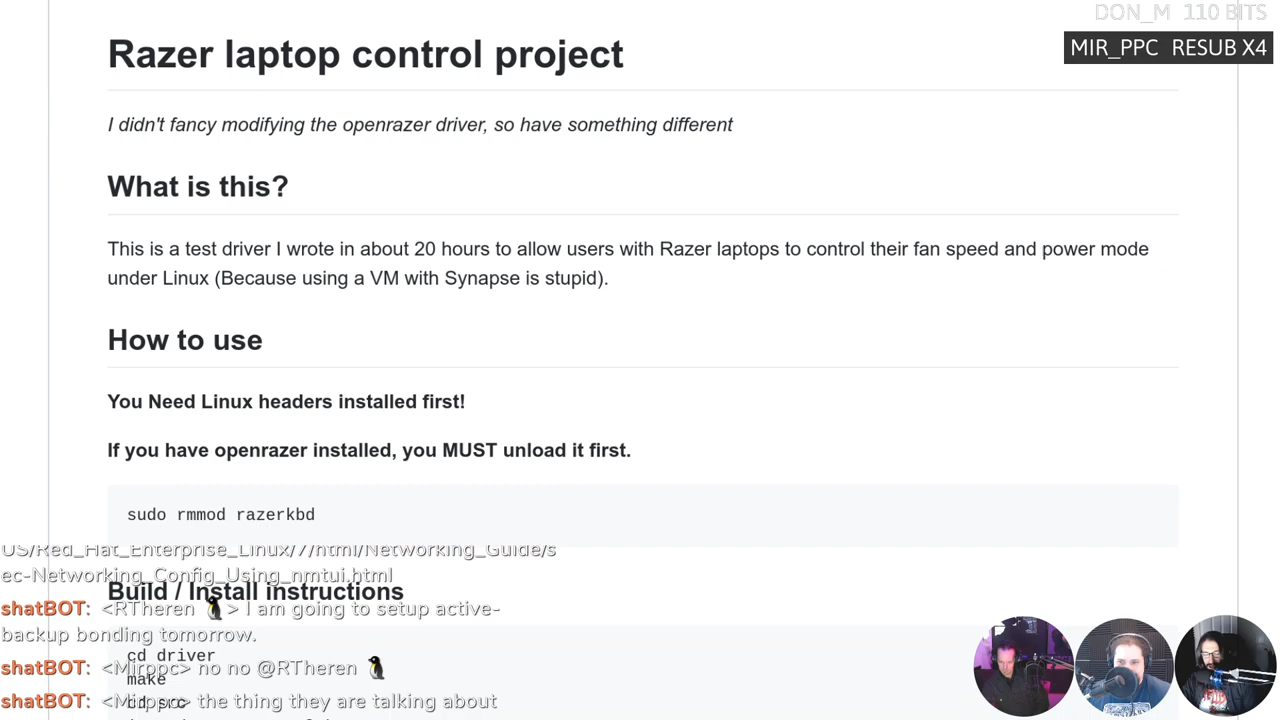 DON_M 110 BITS
MIR_PPC RESUB X4
Razer laptop control project
I didn't fancy modifying the openrazer driver, so have something different
What is this?
This is a test driver I wrote in about 20 hours to allow users with Razer laptops to control their fan speed and power mode
under Linux (Because using a VM with Synapse is stupid).
How to use
You Need Linux headers installed first!
If you have openrazer installed, you MUST unload it first.
sudo rmmod razerkbd
US/Red_Hat_Enterprise_Linux/7/html/Networking_Guide/s
ec-Networking_Config_Using_nmtui.html
Build / Install instructions
shatBOT: <RTheren 🐧> I am going to setup active-
backup bonding tomorrow.
cd driver
shatBOT: <Mirppc> no no @RTheren 🐧
make
shatBOT: <Mirppc> the thing they are talking about
cd src